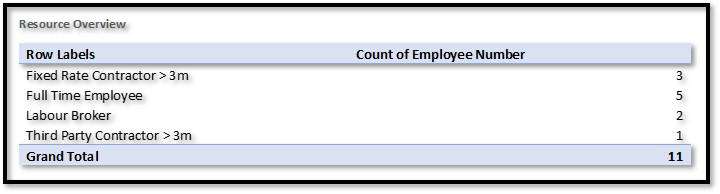 Resource Overview
Row Labels Count of Employee Number
Fixed Rate Contractor > 3m 3
Full Time Employee 5
Labour Broker 2
Third Party Contractor > 3m 1
Grand Total 11